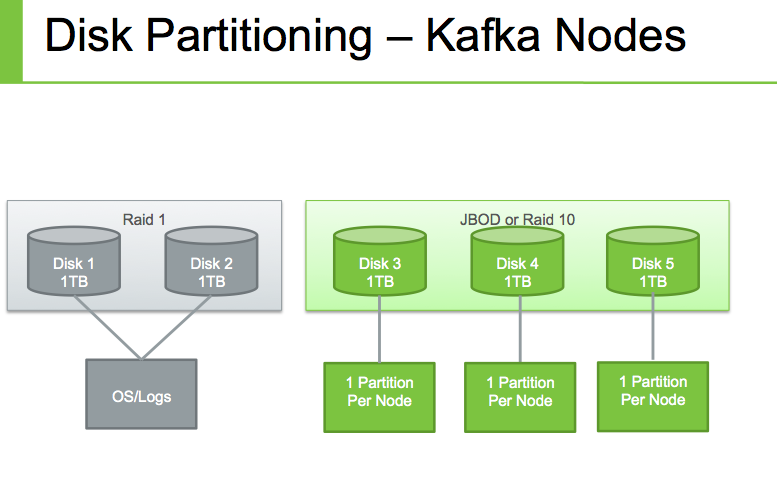 Disk Partitioning – Kafka Nodes
Raid 1
JBOD or Raid 10
Disk 1
1TB
Disk 2
1TB
Disk 3
1TB
Disk 4
1TB
Disk 5
1TB
OS/Logs
1 Partition
Per Node
1 Partition
Per Node
1 Partition
Per Node